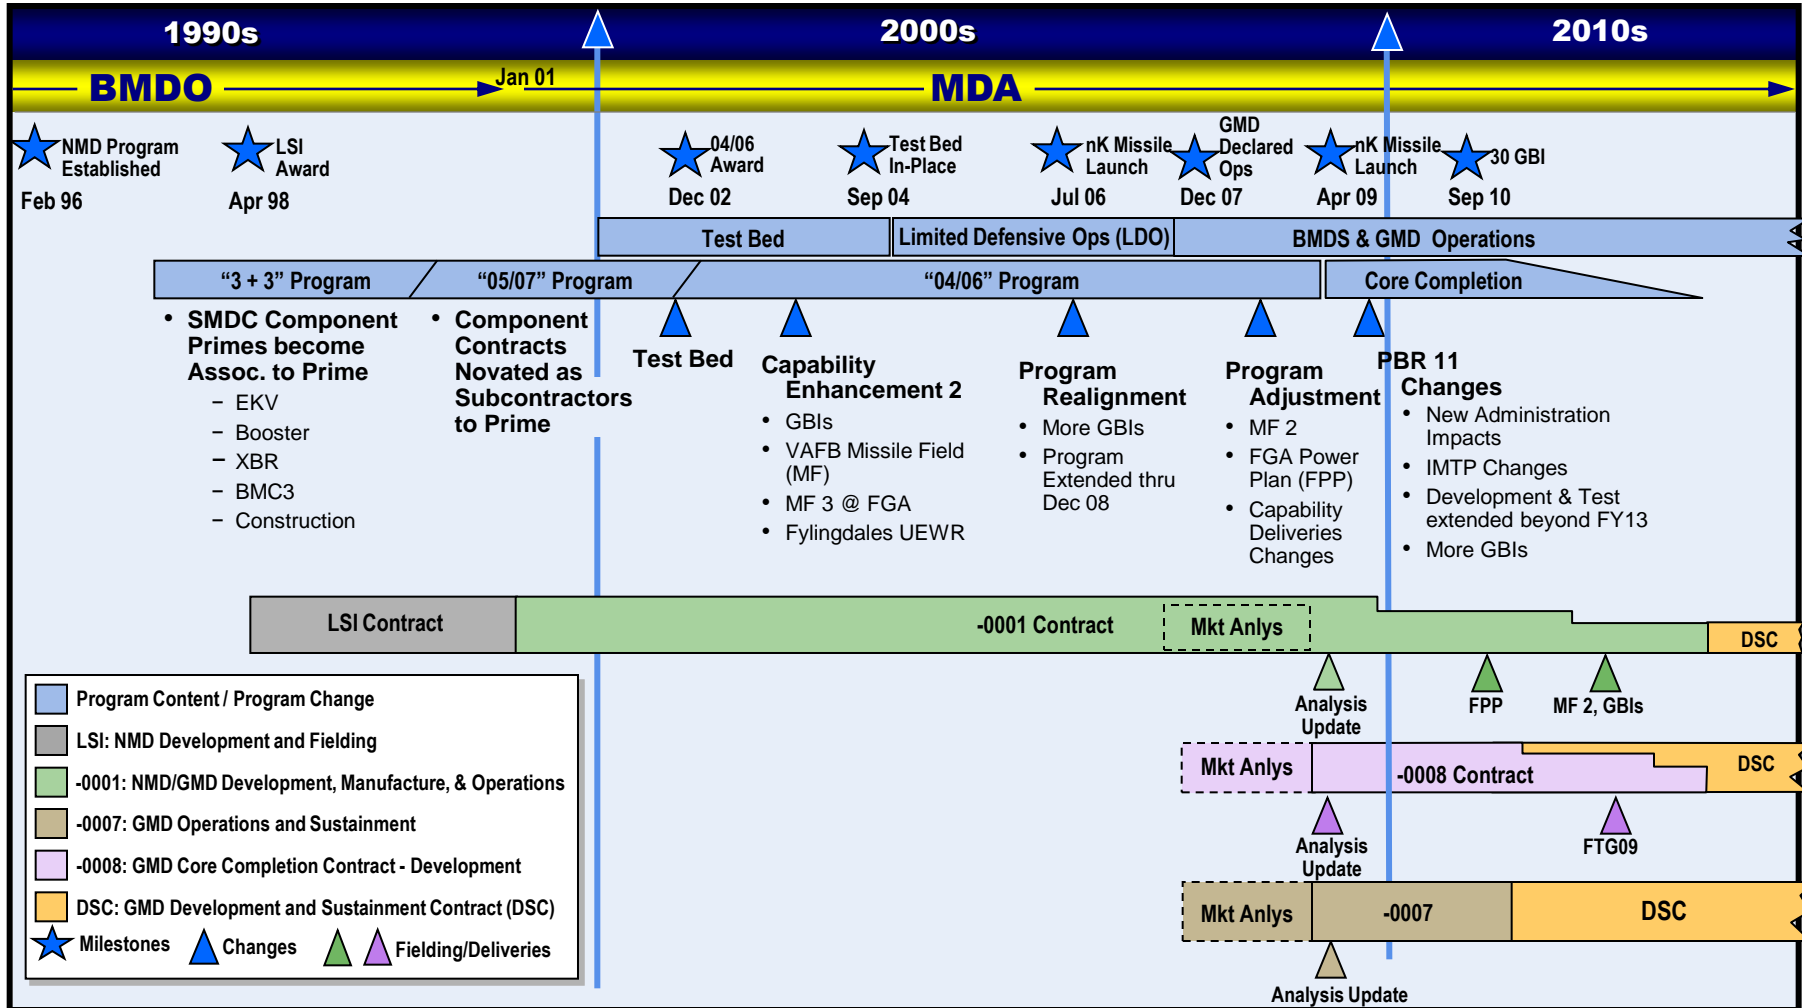 1990s
2000s
2010s
BMDO
Jan 01
MDA
NMD Program
Established
Feb 96
LSI
Award
Apr 98
04/06
Award
Dec 02
Test Bed
In-Place
Sep 04
nK Missile
Launch
Jul 06
GMD
Declared
Ops
Dec 07
nK Missile
Launch
Apr 09
30 GBI
Sep 10
Test Bed
Limited Defensive Ops (LDO)
BMDS & GMD Operations
“3 + 3” Program
“05/07” Program
“04/06” Program
Core Completion
• SMDC Component
Primes become
Assoc. to Prime
– EKV
– Booster
– XBR
– BMC3
– Construction
• Component
Contracts
Novated as
Subcontractors
to Prime
Test Bed
Capability
Enhancement 2
• GBIs
• VAFB Missile Field
(MF)
• MF 3 @ FGA
• Fylingdales UEWR
Program
Realignment
• More GBIs
• Program
Extended thru
Dec 08
Program
Adjustment
• MF 2
• FGA Power
Plan (FPP)
• Capability
Deliveries
Changes
PBR 11
Changes
• New Administration
Impacts
• IMTP Changes
• Development & Test
extended beyond FY13
• More GBIs
LSI Contract
-0001 Contract
Mkt Anlys
DSC
Analysis
Update
FPP
MF 2, GBIs
Mkt Anlys
-0008 Contract
DSC
Analysis
Update
FTG09
Mkt Anlys
-0007
DSC
Analysis Update
Program Content / Program Change
LSI: NMD Development and Fielding
-0001: NMD/GMD Development, Manufacture, & Operations
-0007: GMD Operations and Sustainment
-0008: GMD Core Completion Contract - Development
DSC: GMD Development and Sustainment Contract (DSC)
Milestones
Changes
Fielding/Deliveries